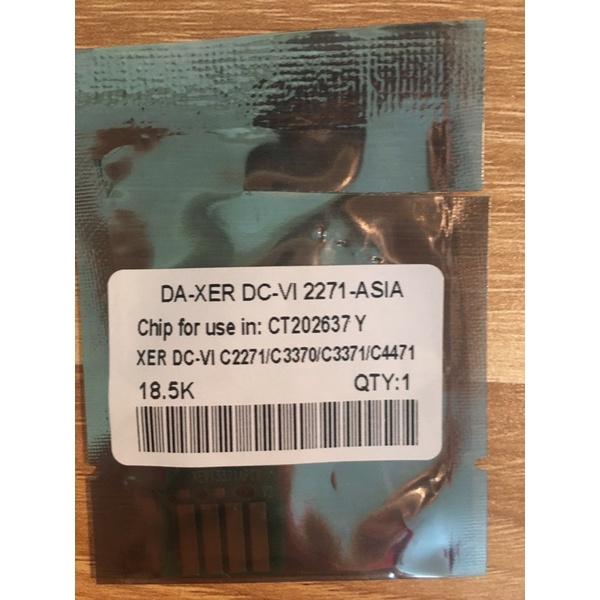 DA-XER DC-VI 2271-ASIA
Chip for use in: CT202637 Y
XER DC-VI C2271/C3370/C3371/C4471
18.5K QTY:1